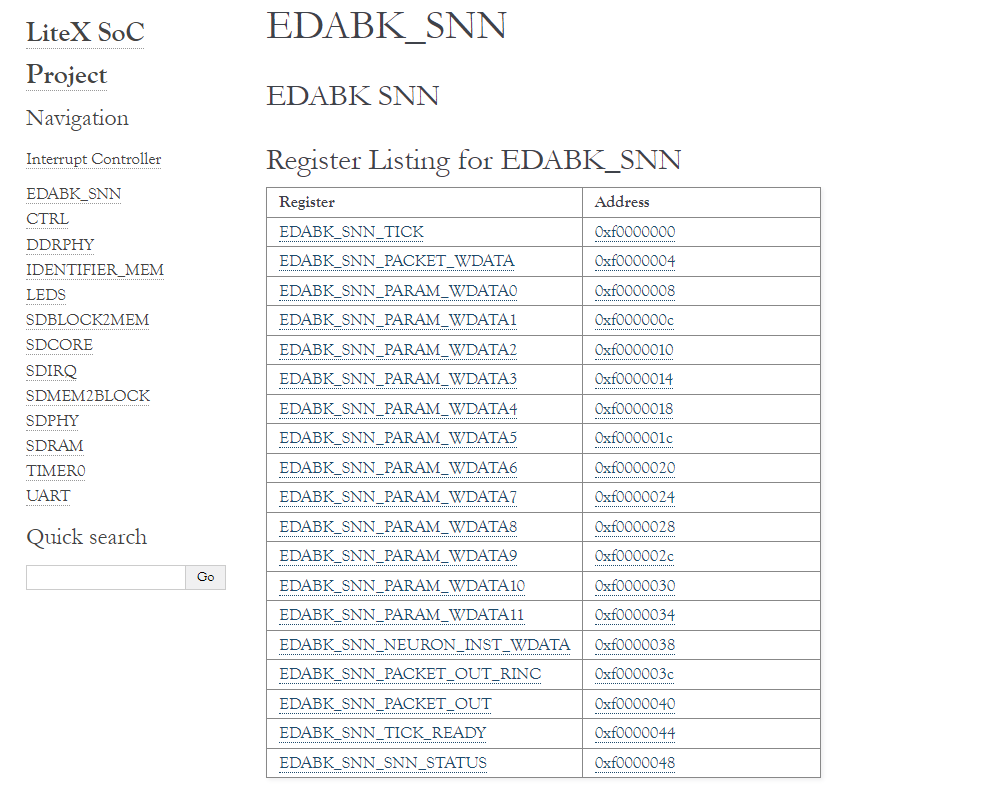 LiteX SoC
Project
Navigation
Interrupt Controller
EDABK_SNN
CTRL
DDRPHY
IDENTIFIER_MEM
LEDS
SDBLOCK2MEM
SDCORE
SDIRQ
SDMEM2BLOCK
SDPHY
SDRAM
TIMER0
UART
Quick search
Go
EDABK_SNN
EDABK SNN
Register Listing for EDABK_SNN
Register Address
EDABK_SNN_TICK 0xf0000000
EDABK_SNN_PACKET_WDATA 0xf0000004
EDABK_SNN_PARAM_WDATA0 0xf0000008
EDABK_SNN_PARAM_WDATA1 0xf000000c
EDABK_SNN_PARAM_WDATA2 0xf0000010
EDABK_SNN_PARAM_WDATA3 0xf0000014
EDABK_SNN_PARAM_WDATA4 0xf0000018
EDABK_SNN_PARAM_WDATA5 0xf000001c
EDABK_SNN_PARAM_WDATA6 0xf0000020
EDABK_SNN_PARAM_WDATA7 0xf0000024
EDABK_SNN_PARAM_WDATA8 0xf0000028
EDABK_SNN_PARAM_WDATA9 0xf000002c
EDABK_SNN_PARAM_WDATA10 0xf0000030
EDABK_SNN_PARAM_WDATA11 0xf0000034
EDABK_SNN_NEURON_INST_WDATA 0xf0000038
EDABK_SNN_PACKET_OUT_RINC 0xf000003c
EDABK_SNN_PACKET_OUT 0xf0000040
EDABK_SNN_TICK_READY 0xf0000044
EDABK_SNN_SNN_STATUS 0xf0000048